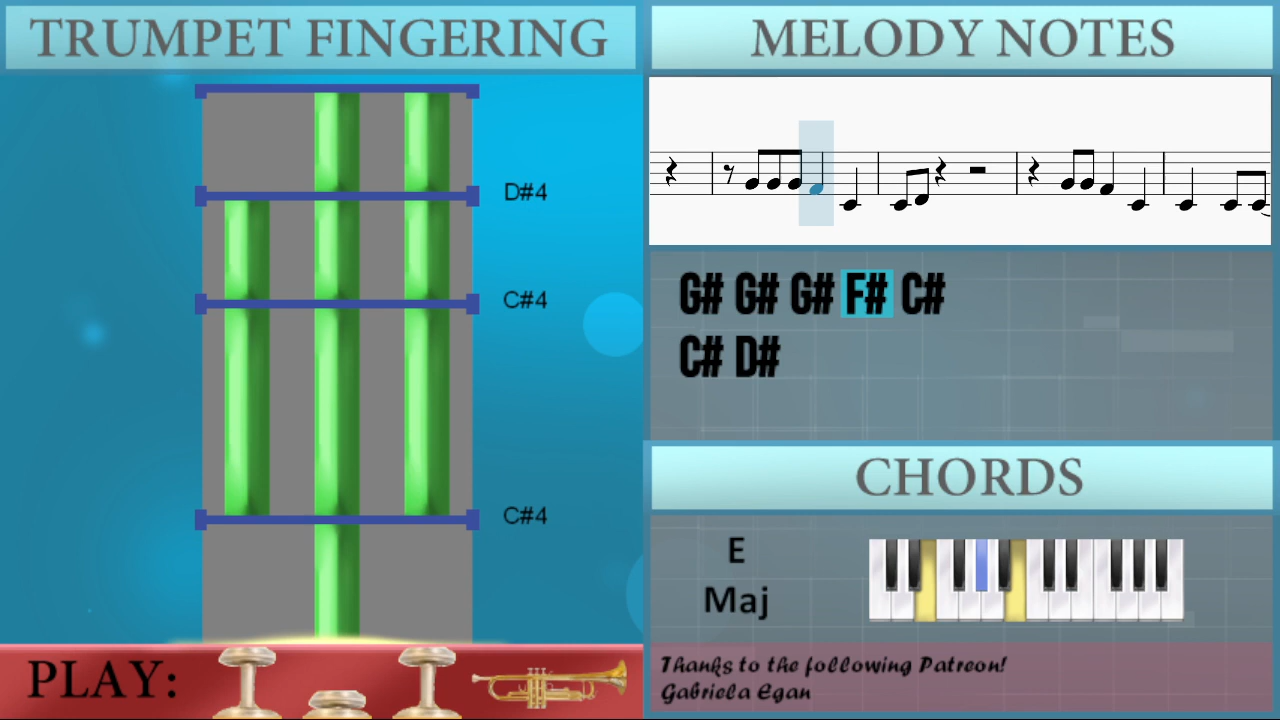 TRUMPET FINGERING
D#4
C#4
C#4
PLAY:
MELODY NOTES
G# G# G# F# C#
C# D#
CHORDS
E
Maj
Thanks to the following Patreon!
Gabriela Egan